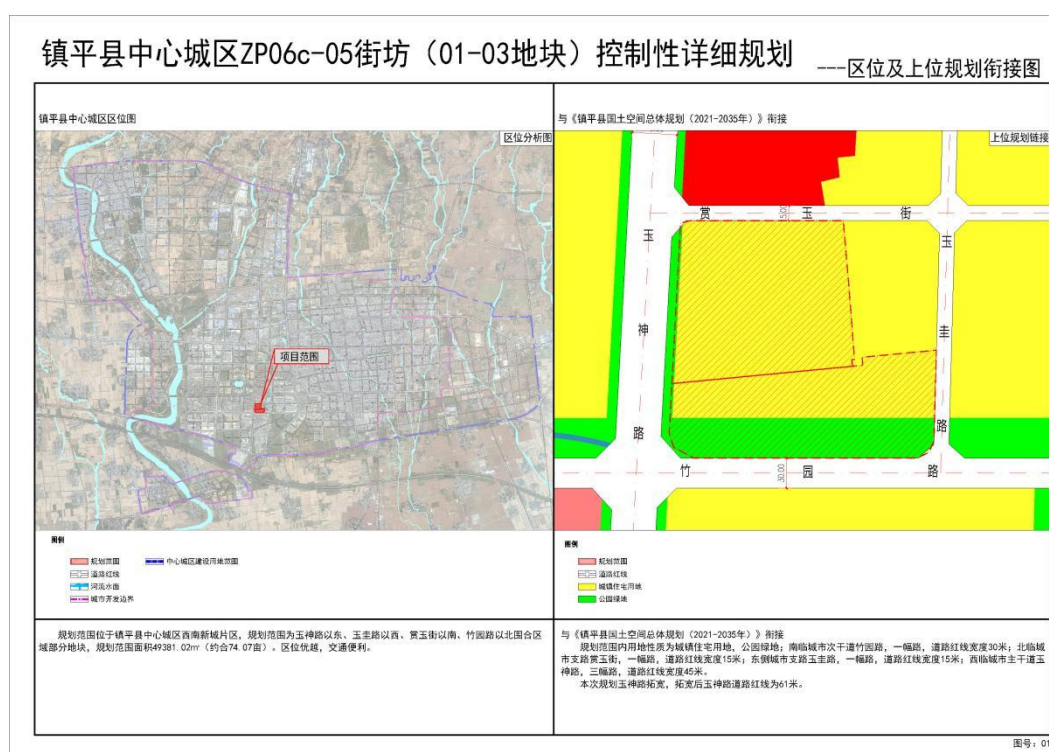 镇平县中心城区ZP06c-05街坊（01-03地块）控制性详细规划 ---区位及上位规划衔接图
镇平县中心城区区位图
区位分析图
项目范围
图例
规划范围
中心城区建设用地范围
道路红线
河流水面
城市开发边界
规划范围位于镇平县中心城区西南新城片区，规划范围为玉神路以东、玉圭路以西、赏玉街以南、竹园路以北围合区
域部分地块，规划范围面积49381.02㎡（约合74.07亩）。区位优越，交通便利。
与《镇平县国土空间总体规划（2021-2035年）》衔接
上位规划链接
赏玉街
15.00
玉神路
玉圭路
竹园路
30.00
图例
规划范围
道路红线
城镇住宅用地
公园绿地
与《镇平县国土空间总体规划（2021-2035年）》衔接
规划范围内用地性质为城镇住宅用地，公园绿地；南临城市次干道竹园路，一幅路，道路红线宽度30米；北临城
市支路赏玉街，一幅路，道路红线宽度15米；东侧城市支路玉圭路，一幅路，道路红线宽度15米；西临城市主干道玉
神路，三幅路，道路红线宽度45米。
本次规划玉神路拓宽，拓宽后玉神路道路红线为61米。
图号：01